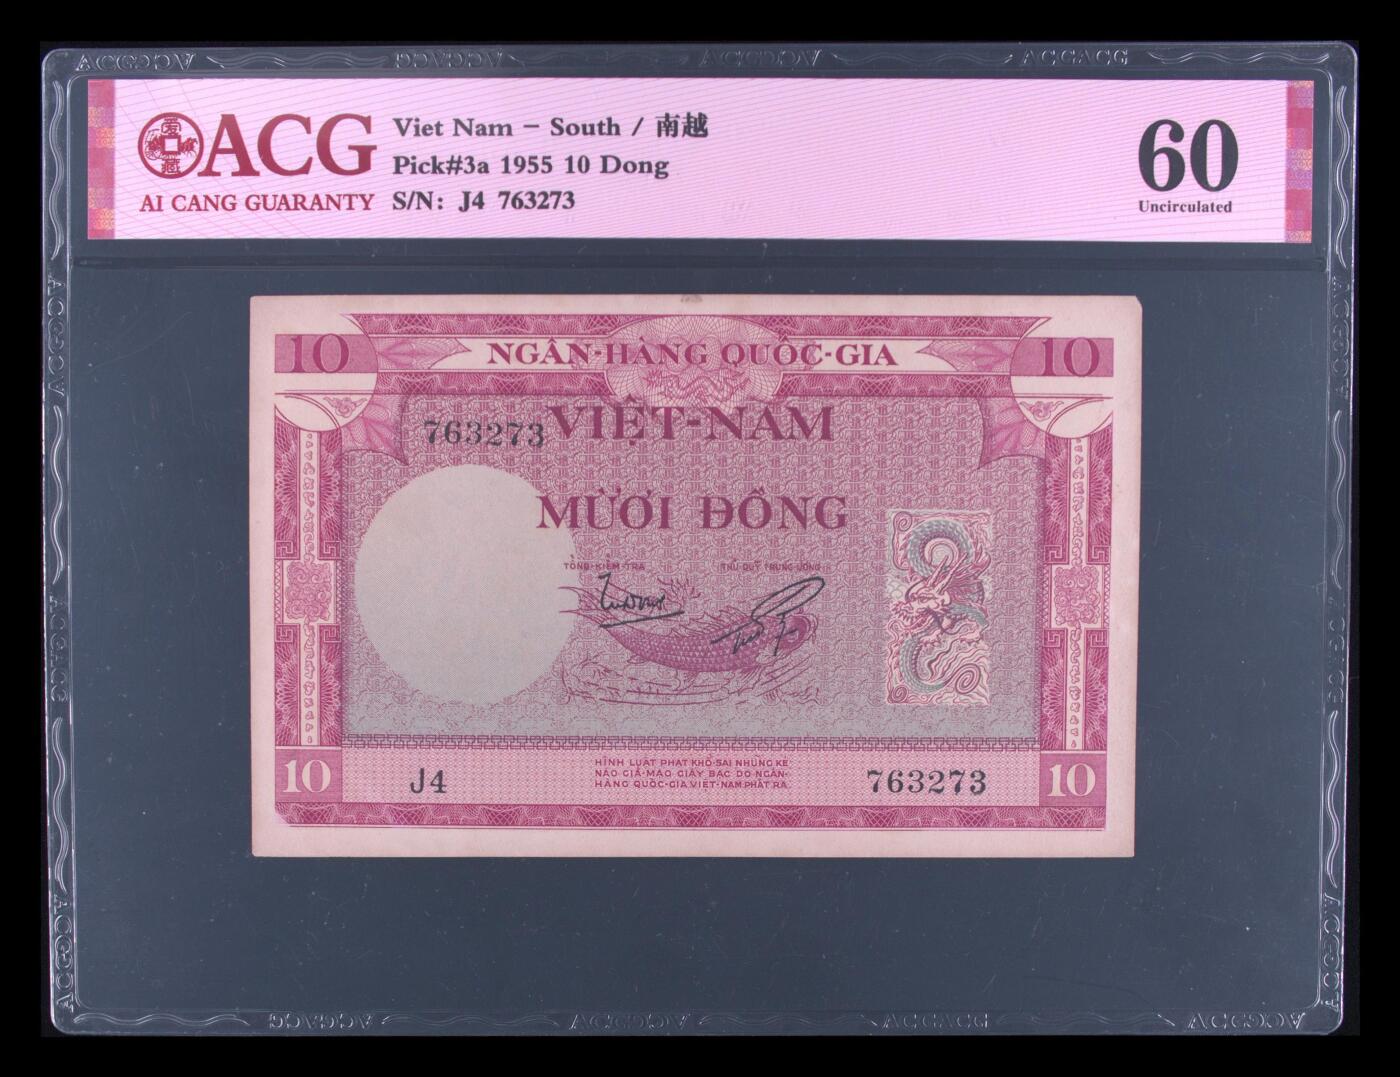 ACG
AI CANG GUARANTY
Viet Nam – South / 南越
Pick#3a 1955 10 Dong
S/N: J4 763273
60
Uncirculated
10
NGÂN-HÀNG QUỐC-GIA
10
763273
VIỆT-NAM
MƯỜI ĐỒNG
TỔNG-KIỂM-TRA
THỦ-QUỸ TRUNG-ƯƠNG
10
J4
HÌNH LUẬT PHẠT KHỔ-SAI NHỮNG KẺ
NÀO GIẢ-MẠO GIẤY BẠC DO NGÂN-
HÀNG QUỐC-GIA VIỆT-NAM PHÁT RA
763273
10